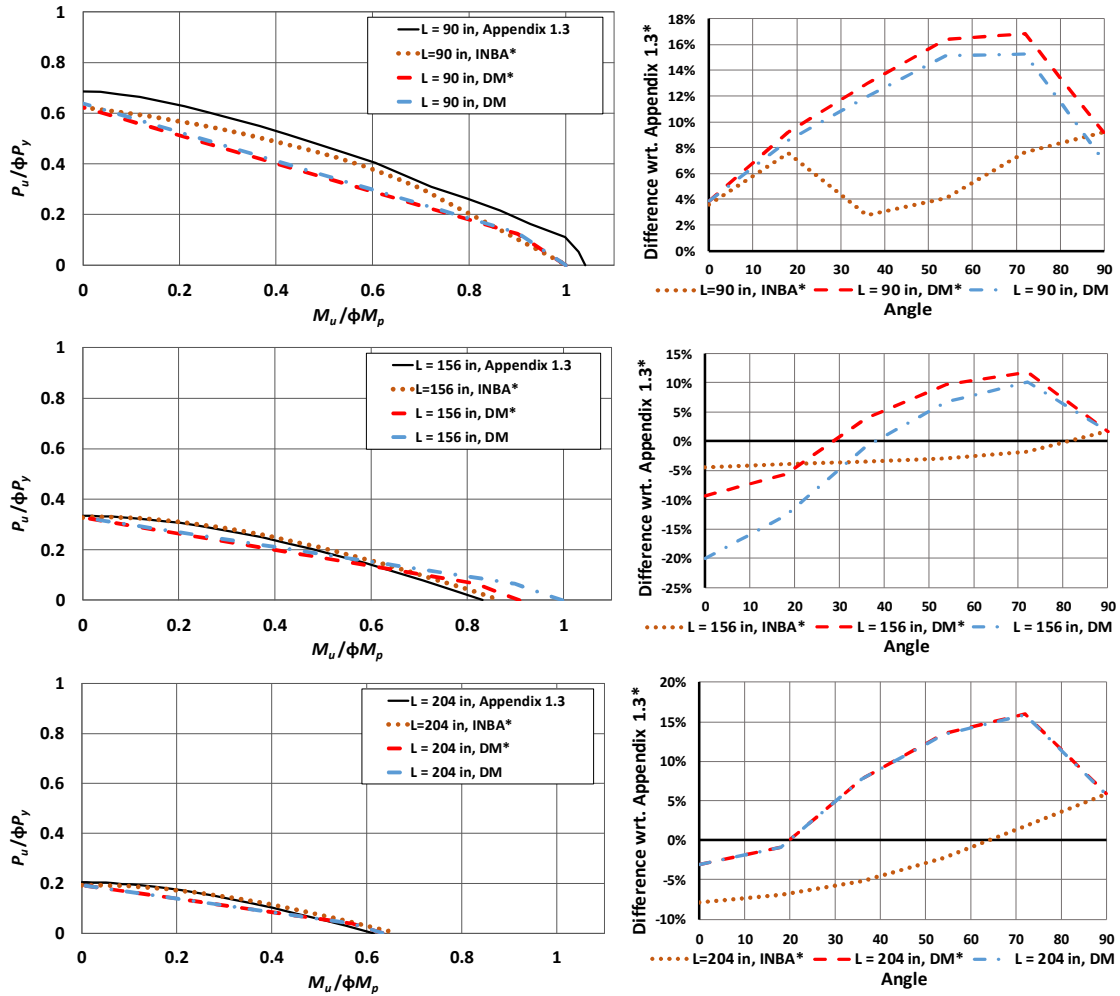 1
0.8
0.6
0.4
0.2
0
0 0.2 0.4 0.6 0.8 1
Pu/ϕPy
Mu/ϕMp
L = 90 in, Appendix 1.3
L=90 in, INBA*
L = 90 in, DM*
L = 90 in, DM
18%
16%
14%
12%
10%
8%
6%
4%
2%
0%
0 10 20 30 40 50 60 70 80 90
Difference wrt. Appendix 1.3*
L=90 in, INBA* L = 90 in, DM* L = 90 in, DM
Angle
1
0.8
0.6
0.4
0.2
0
0 0.2 0.4 0.6 0.8 1
Pu/ϕPy
Mu/ϕMp
L = 156 in, Appendix 1.3
L=156 in, INBA*
L = 156 in, DM*
L = 156 in, DM
15%
10%
5%
0%
-5%
-10%
-15%
-20%
-25%
0 10 20 30 40 50 60 70 80 90
Difference wrt. Appendix 1.3*
L = 156 in, INBA* L = 156 in, DM* L = 156 in, DM
Angle
1
0.8
0.6
0.4
0.2
0
0 0.2 0.4 0.6 0.8 1
Pu/ϕPy
Mu/ϕMp
L = 204 in, Appendix 1.3
L=204 in, INBA*
L = 204 in, DM*
L = 204 in, DM
20%
15%
10%
5%
0%
-5%
-10%
0 10 20 30 40 50 60 70 80 90
Difference wrt. Appendix 1.3*
L=204 in, INBA* L = 204 in, DM* L = 204 in, DM
Angle